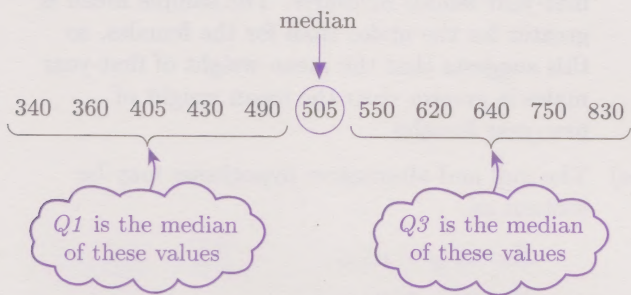 median
340 360 405 430 490 505 550 620 640 750 830
Q1 is the median
of these values
Q3 is the median
of these values